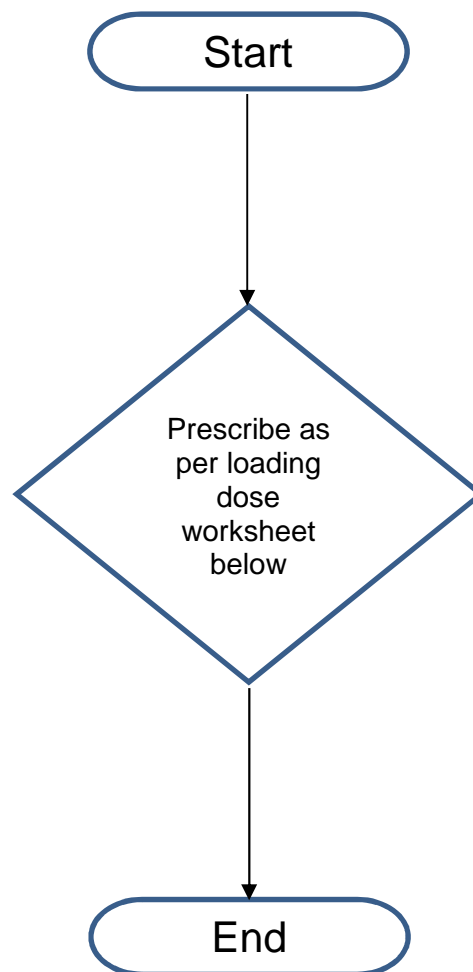 Start
Prescribe as
per loading
dose
worksheet
below
End